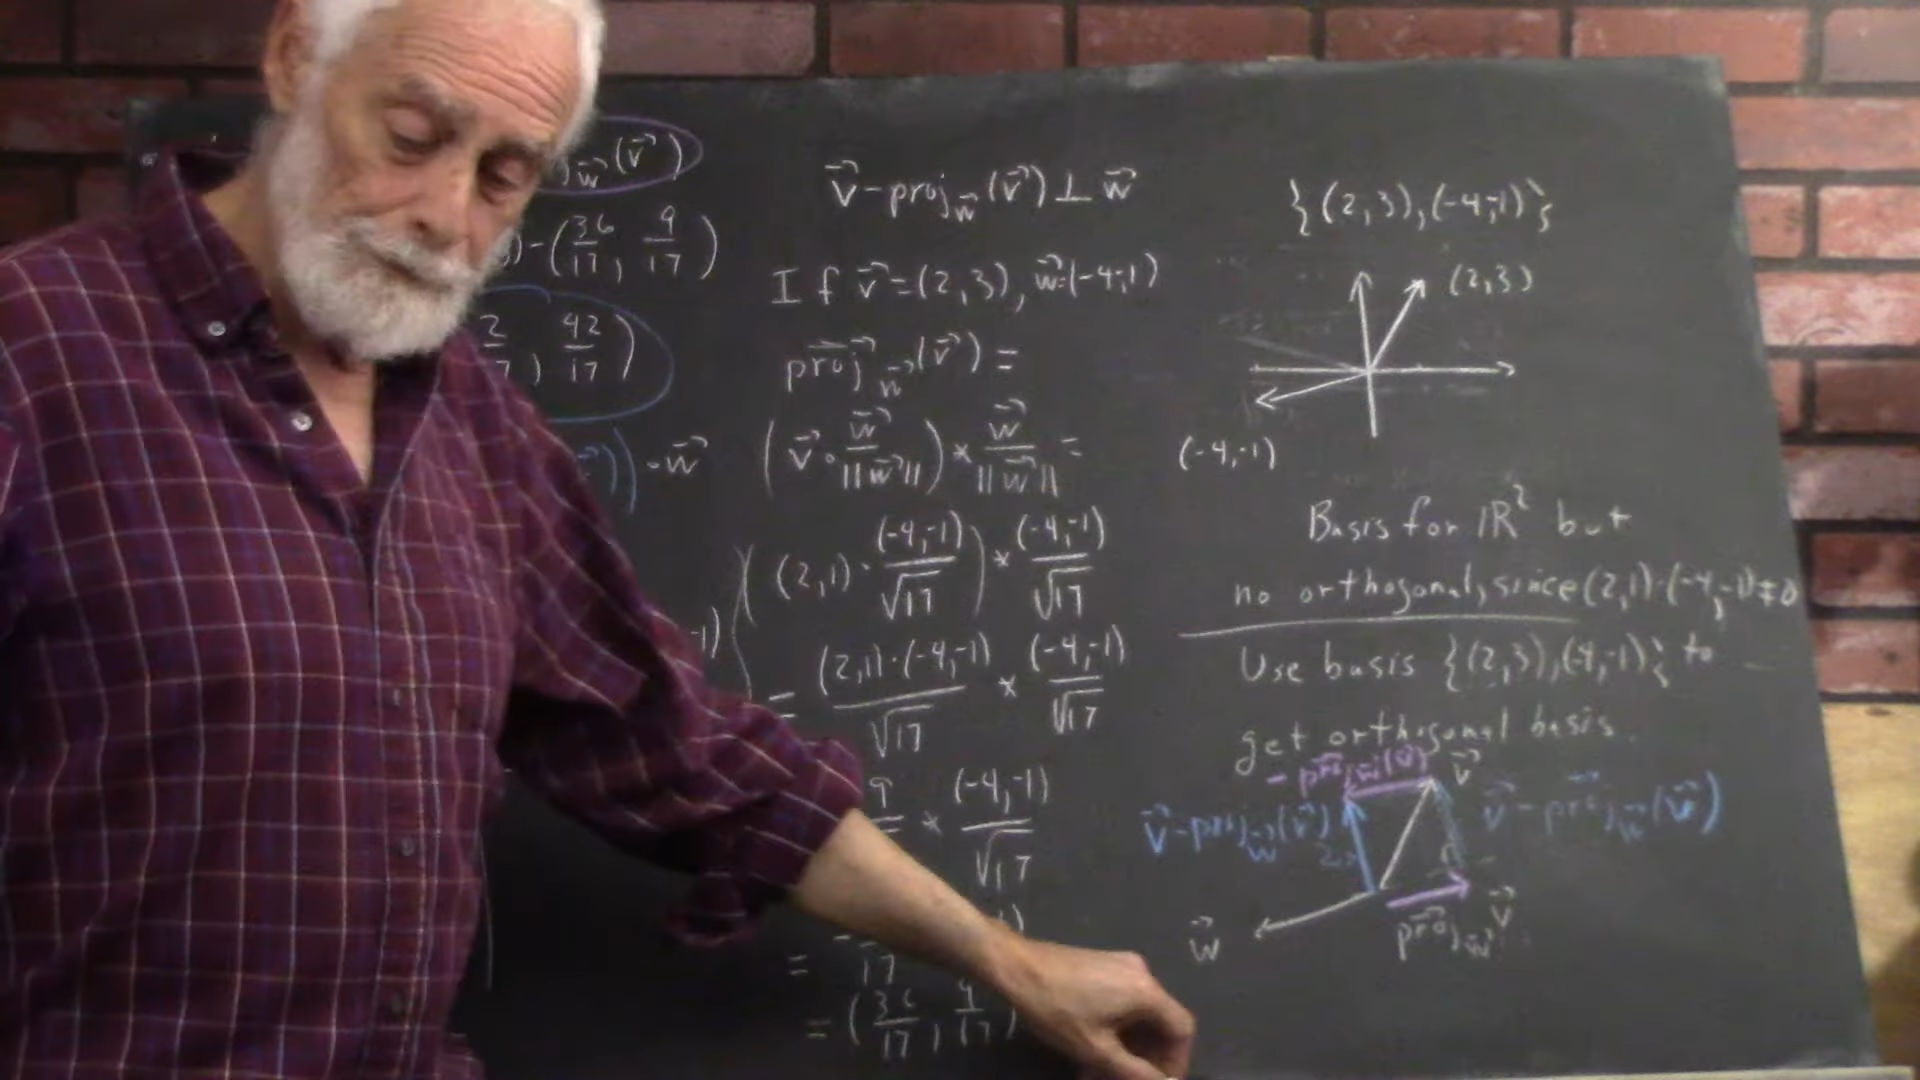 w⃗(v⃗)
-(36/17, 9/17)
42/17)
· w⃗
-1)
v⃗-proj_w⃗(v⃗) ⊥ w⃗
If v⃗=(2,3), w⃗=(-4,-1)
proj_w⃗(v⃗) =
(v⃗ · w⃗/||w⃗||) * w⃗/||w⃗|| =
((2,1) · (-4,-1)/√17) * (-4,-1)/√17
= (2,1)·(-4,-1)/√17 * (-4,-1)/√17
9 * (-4,-1)/√17
= 17
= (36/17, 9/17)
{(2,3),(-4,-1)}
(2,3)
(-4,-1)
Basis for ℝ² but
no orthogonal, since (2,1)·(-4,-1)≠0
Use basis {(2,3),(-4,-1)} to
get orthogonal basis.
-proj_w⃗(v⃗) v⃗
v⃗-proj_w⃗(v⃗) v⃗-proj_w⃗(v⃗)
w⃗ proj_w⃗ v⃗